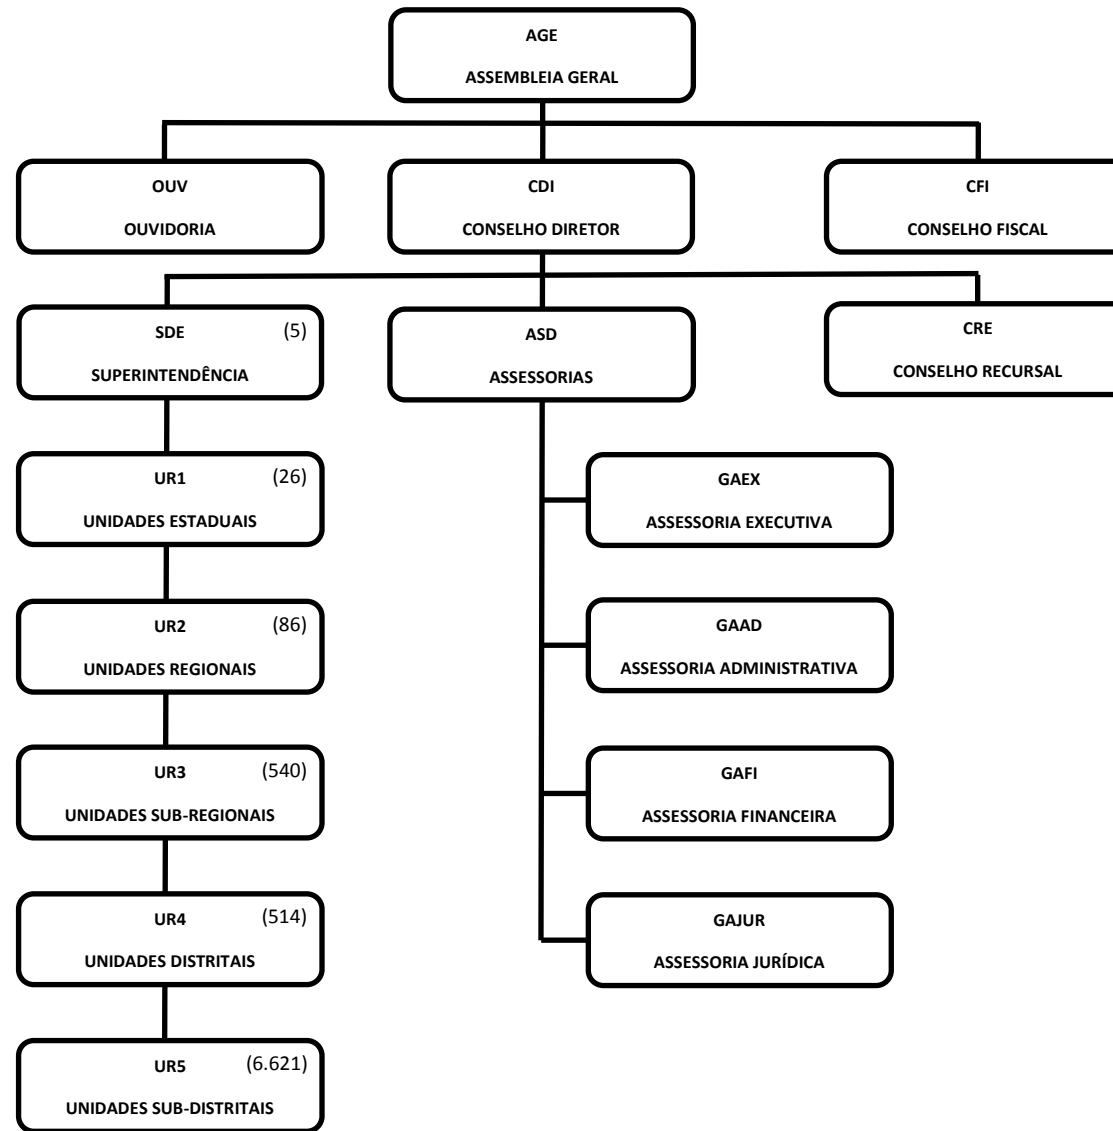 AGE
ASSEMBLEIA GERAL
OUV
OUVIDORIA
CDI
CONSELHO DIRETOR
CFI
CONSELHO FISCAL
SDE (5)
SUPERINTENDÊNCIA
ASD
ASSESSORIAS
CRE
CONSELHO RECURSAL
UR1 (26)
UNIDADES ESTADUAIS
GAEX
ASSESSORIA EXECUTIVA
UR2 (86)
UNIDADES REGIONAIS
GAAD
ASSESSORIA ADMINISTRATIVA
UR3 (540)
UNIDADES SUB-REGIONAIS
GAFI
ASSESSORIA FINANCEIRA
UR4 (514)
UNIDADES DISTRITAIS
GAJUR
ASSESSORIA JURÍDICA
UR5 (6.621)
UNIDADES SUB-DISTRITAIS